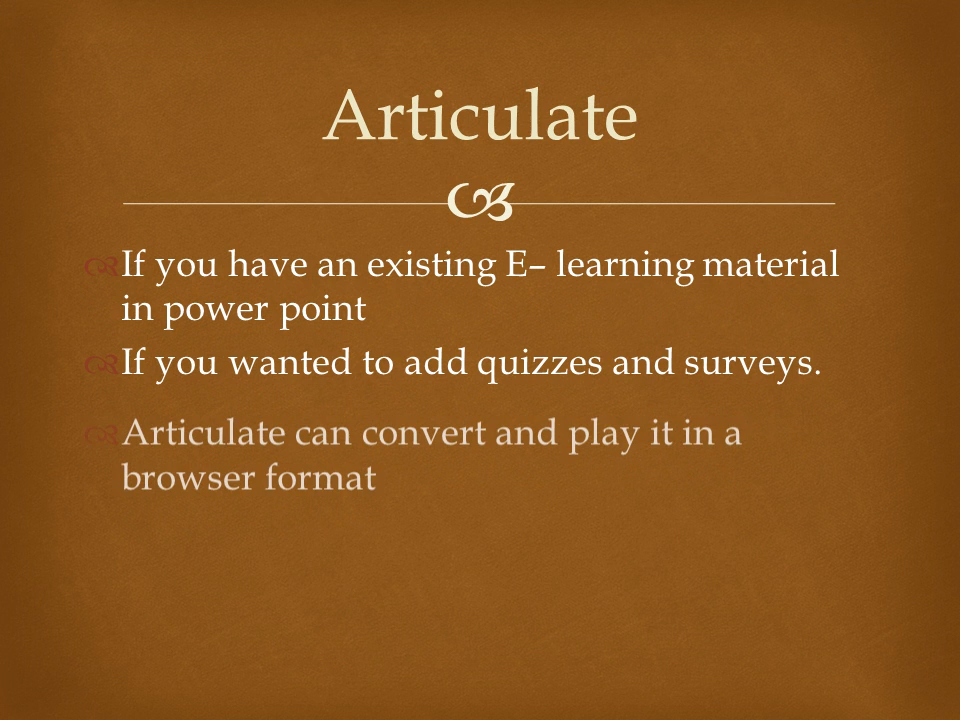 Articulate
If you have an existing E– learning material
in power point
If you wanted to add quizzes and surveys.
Articulate can convert and play it in a
browser format